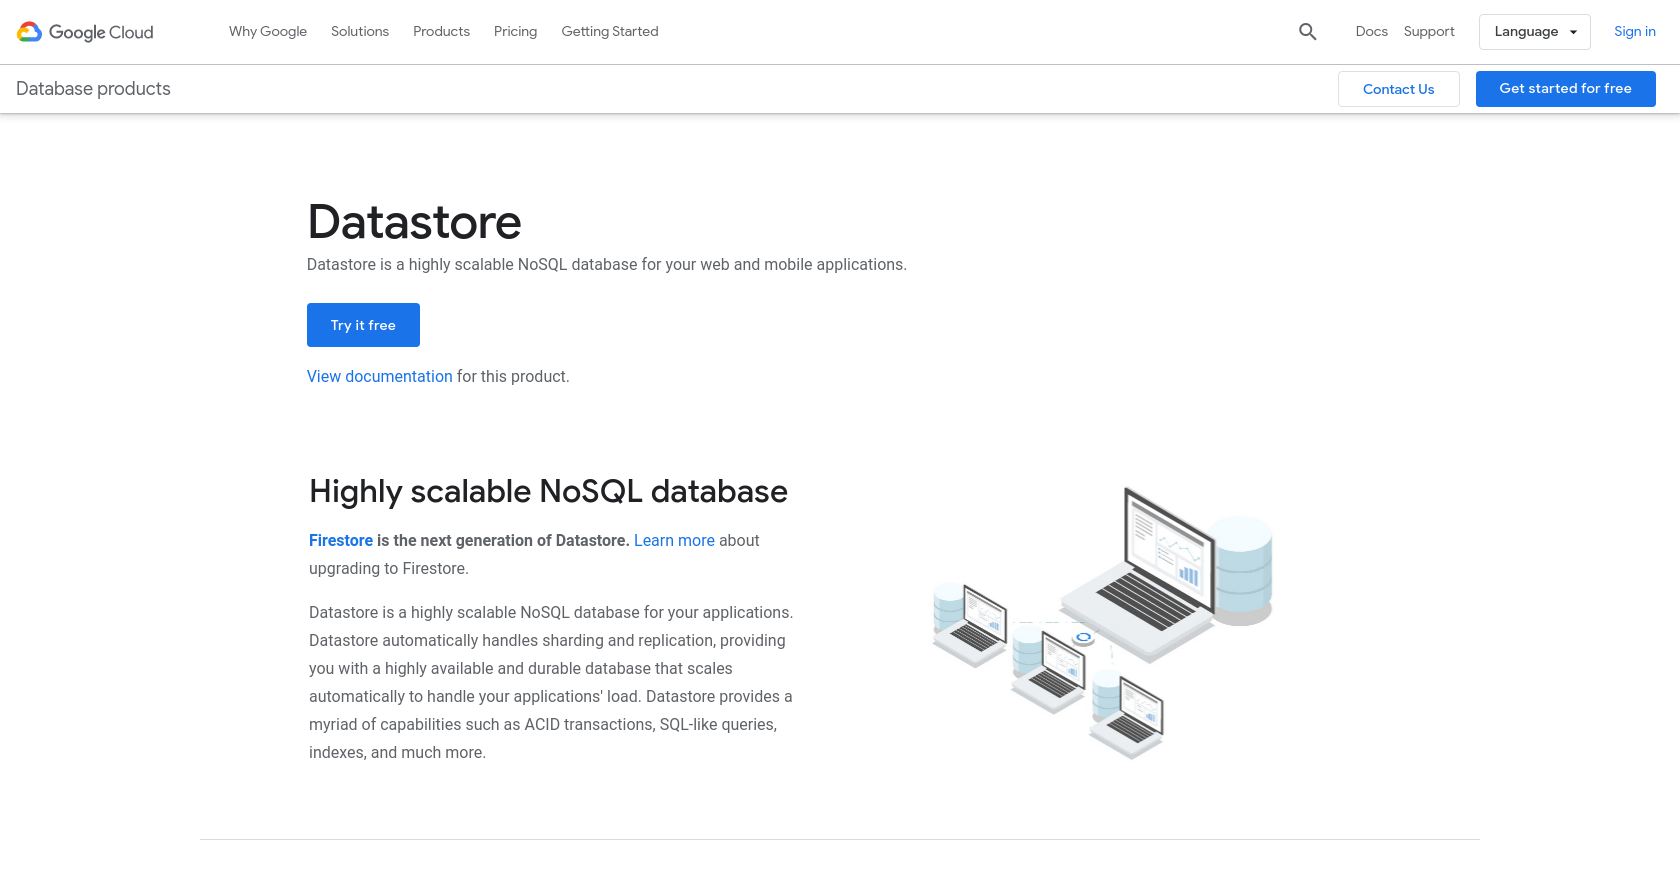 Google Cloud
Why Google
Solutions
Products
Pricing
Getting Started
Docs
Support
Language
Sign in
Database products
Contact Us
Get started for free
Datastore
Datastore is a highly scalable NoSQL database for your web and mobile applications.
Try it free
View documentation for this product.
Highly scalable NoSQL database
Firestore is the next generation of Datastore. Learn more about
upgrading to Firestore.
Datastore is a highly scalable NoSQL database for your applications.
Datastore automatically handles sharding and replication, providing
you with a highly available and durable database that scales
automatically to handle your applications' load. Datastore provides a
myriad of capabilities such as ACID transactions, SQL-like queries,
indexes, and much more.